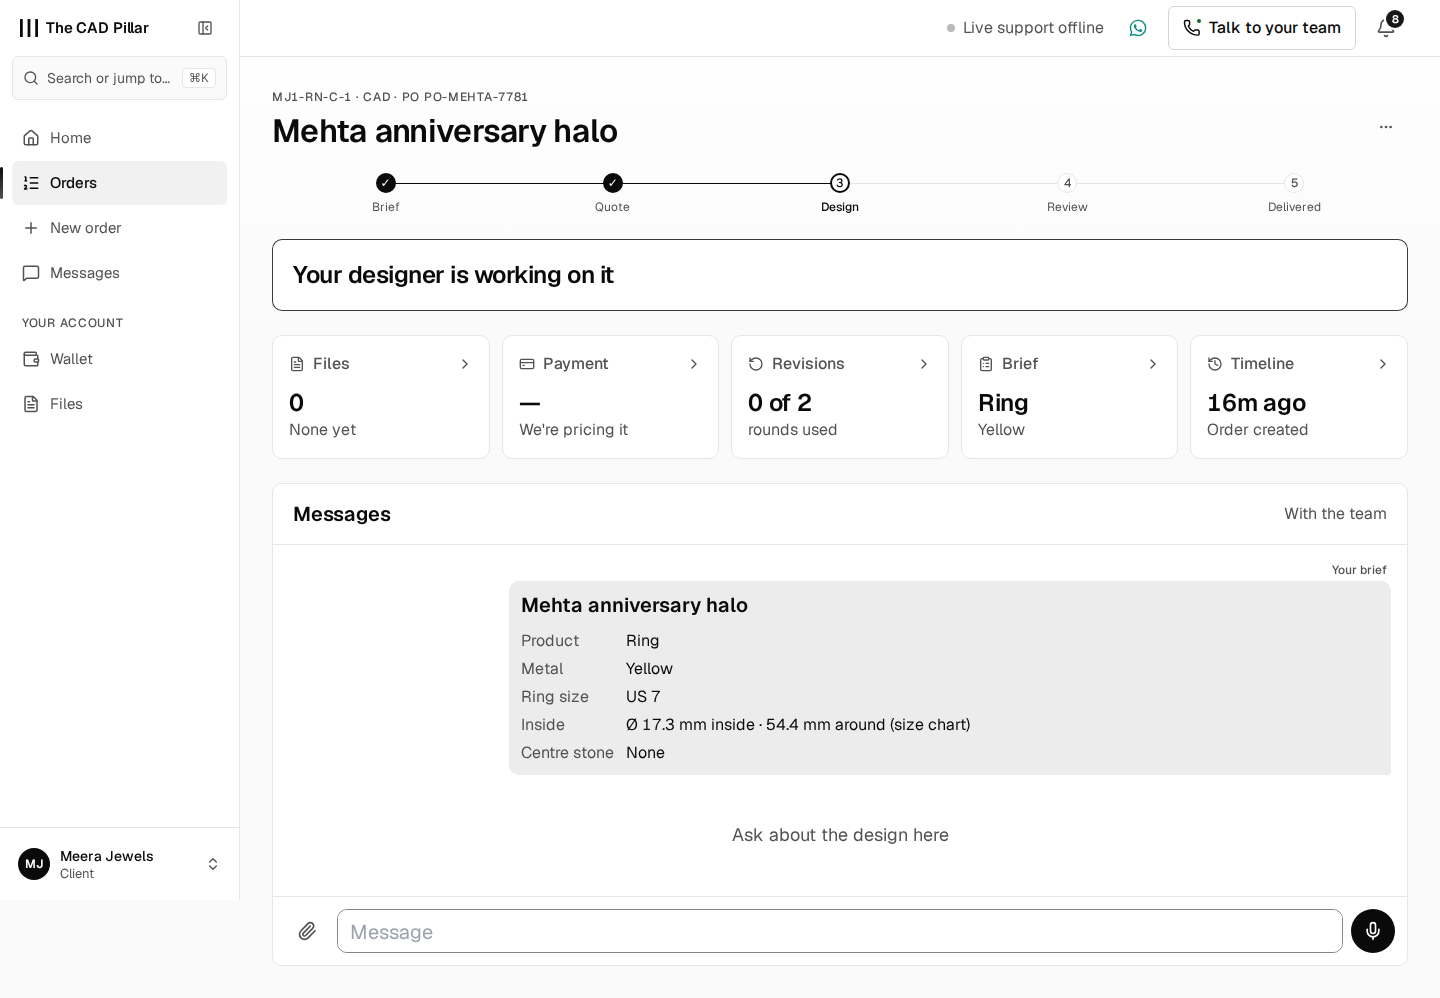 The CAD Pillar
Search or jump to... ⌘K
Home
Orders
New order
Messages
YOUR ACCOUNT
Wallet
Files
MJ
Meera Jewels
Client
Live support offline
Talk to your team
8
MJ1-RN-C-1 · CAD · PO PO-MEHTA-7781
Mehta anniversary halo
✓ ✓ 3 4 5
Brief Quote Design Review Delivered
Your designer is working on it
Files
0
None yet
Payment
—
We're pricing it
Revisions
0 of 2
rounds used
Brief
Ring
Yellow
Timeline
16m ago
Order created
Messages
With the team
Your brief
Mehta anniversary halo
Product Ring
Metal Yellow
Ring size US 7
Inside Ø 17.3 mm inside · 54.4 mm around (size chart)
Centre stone None
Ask about the design here
Message